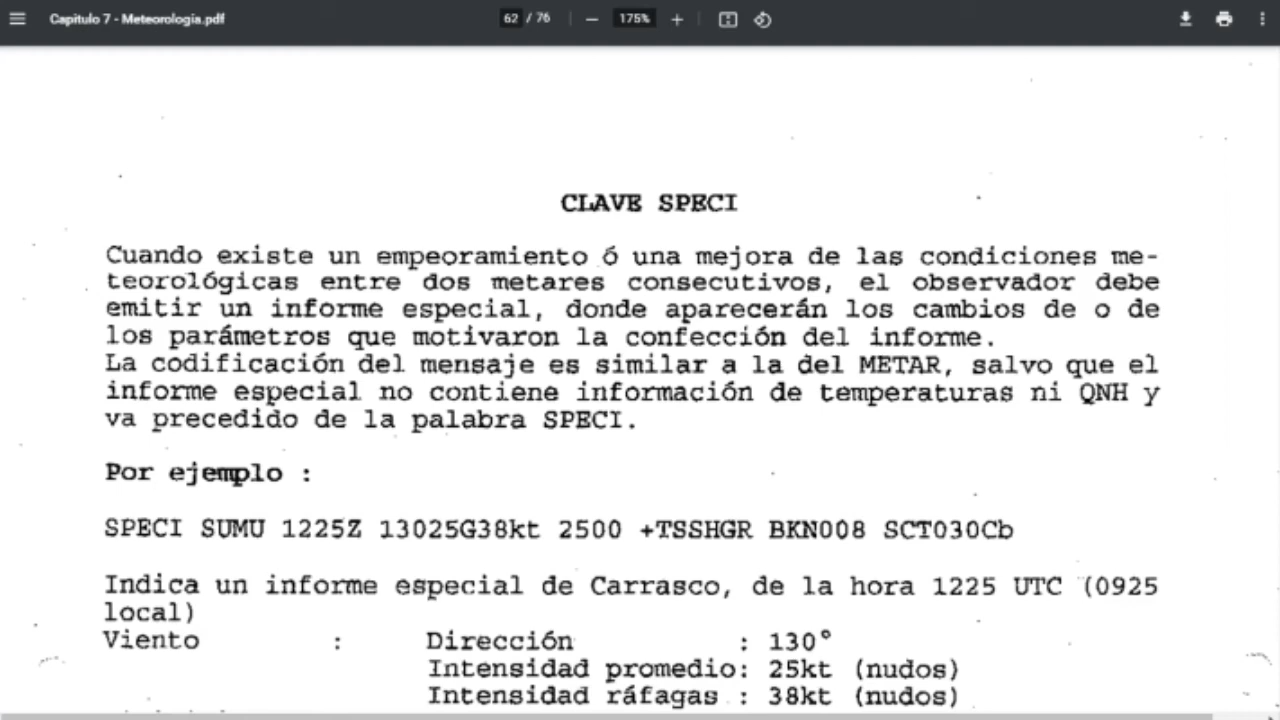 Capitulo 7 - Meteorologia.pdf
62 / 76
175%
CLAVE SPECI
Cuando existe un empeoramiento ó una mejora de las condiciones me-
teorológicas entre dos metares consecutivos, el observador debe
emitir un informe especial, donde aparecerán los cambios de o de
los parámetros que motivaron la confección del informe.
La codificación del mensaje es similar a la del METAR, salvo que el
informe especial no contiene información de temperaturas ni QNH y
va precedido de la palabra SPECI.
Por ejemplo :
SPECI SUMU 1225Z 13025G38kt 2500 +TSSHGR BKN008 SCT030Cb
Indica un informe especial de Carrasco, de la hora 1225 UTC (0925
local)
Viento : Dirección : 130°
Intensidad promedio: 25kt (nudos)
Intensidad ráfagas : 38kt (nudos)